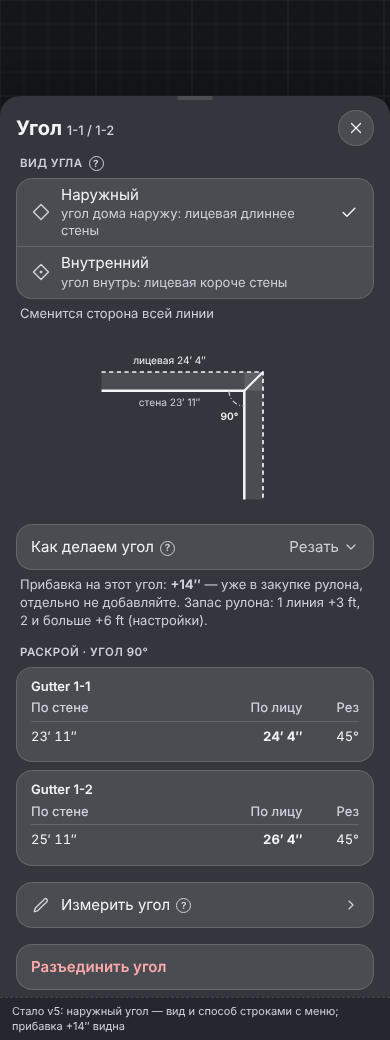 Угол 1-1 / 1-2
ВИД УГЛА ?
Наружный
угол дома наружу: лицевая длиннее
стены
Внутренний
угол внутрь: лицевая короче стены
Сменится сторона всей линии
лицевая 24′ 4″
стена 23′ 11″
90°
Как делаем угол ? Резать
Прибавка на этот угол: +14″ — уже в закупке рулона,
отдельно не добавляйте. Запас рулона: 1 линия +3 ft,
2 и больше +6 ft (настройки).
РАСКРОЙ · УГОЛ 90°
Gutter 1-1
По стене По лицу Рез
23′ 11″ 24′ 4″ 45°
Gutter 1-2
По стене По лицу Рез
25′ 11″ 26′ 4″ 45°
Измерить угол ?
Разъединить угол
Стало v5: наружный угол — вид и способ строками с меню;
прибавка +14″ видна